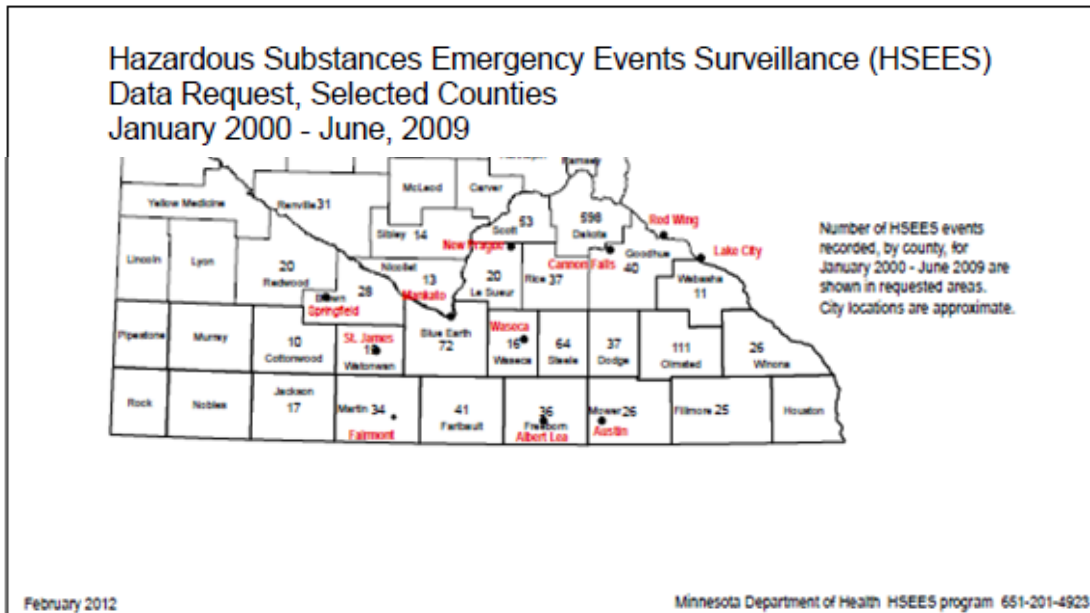 Hazardous Substances Emergency Events Surveillance (HSEES)
Data Request, Selected Counties
January 2000 - June, 2009
Ramsey
McLeod
Carver
Yellow Medicine
Renville 31
Scott
53
598
Dakota
Red Wing
Sibley 14
New Prague
Goodhue
40
Lake City
Cannon Falls
Lincoln
Lyon
20
Redwood
Nicollet
13
Mankato
20
Le Sueur
Rice 37
Wabasha
11
Brown
28
Springfield
Number of HSEES events
recorded, by county, for
January 2000 - June 2009 are
shown in requested areas.
City locations are approximate.
Pipestone
Murray
10
Cottonwood
St. James
Watonwan
Blue Earth
72
Waseca
16
Waseca
64
Steele
37
Dodge
111
Olmsted
26
Winona
Rock
Nobles
Jackson
17
Martin 34
Fairmont
41
Faribault
36
Freeborn
Albert Lea
Mower 26
Austin
Fillmore 25
Houston
February 2012
Minnesota Department of Health HSEES program 651-201-4923